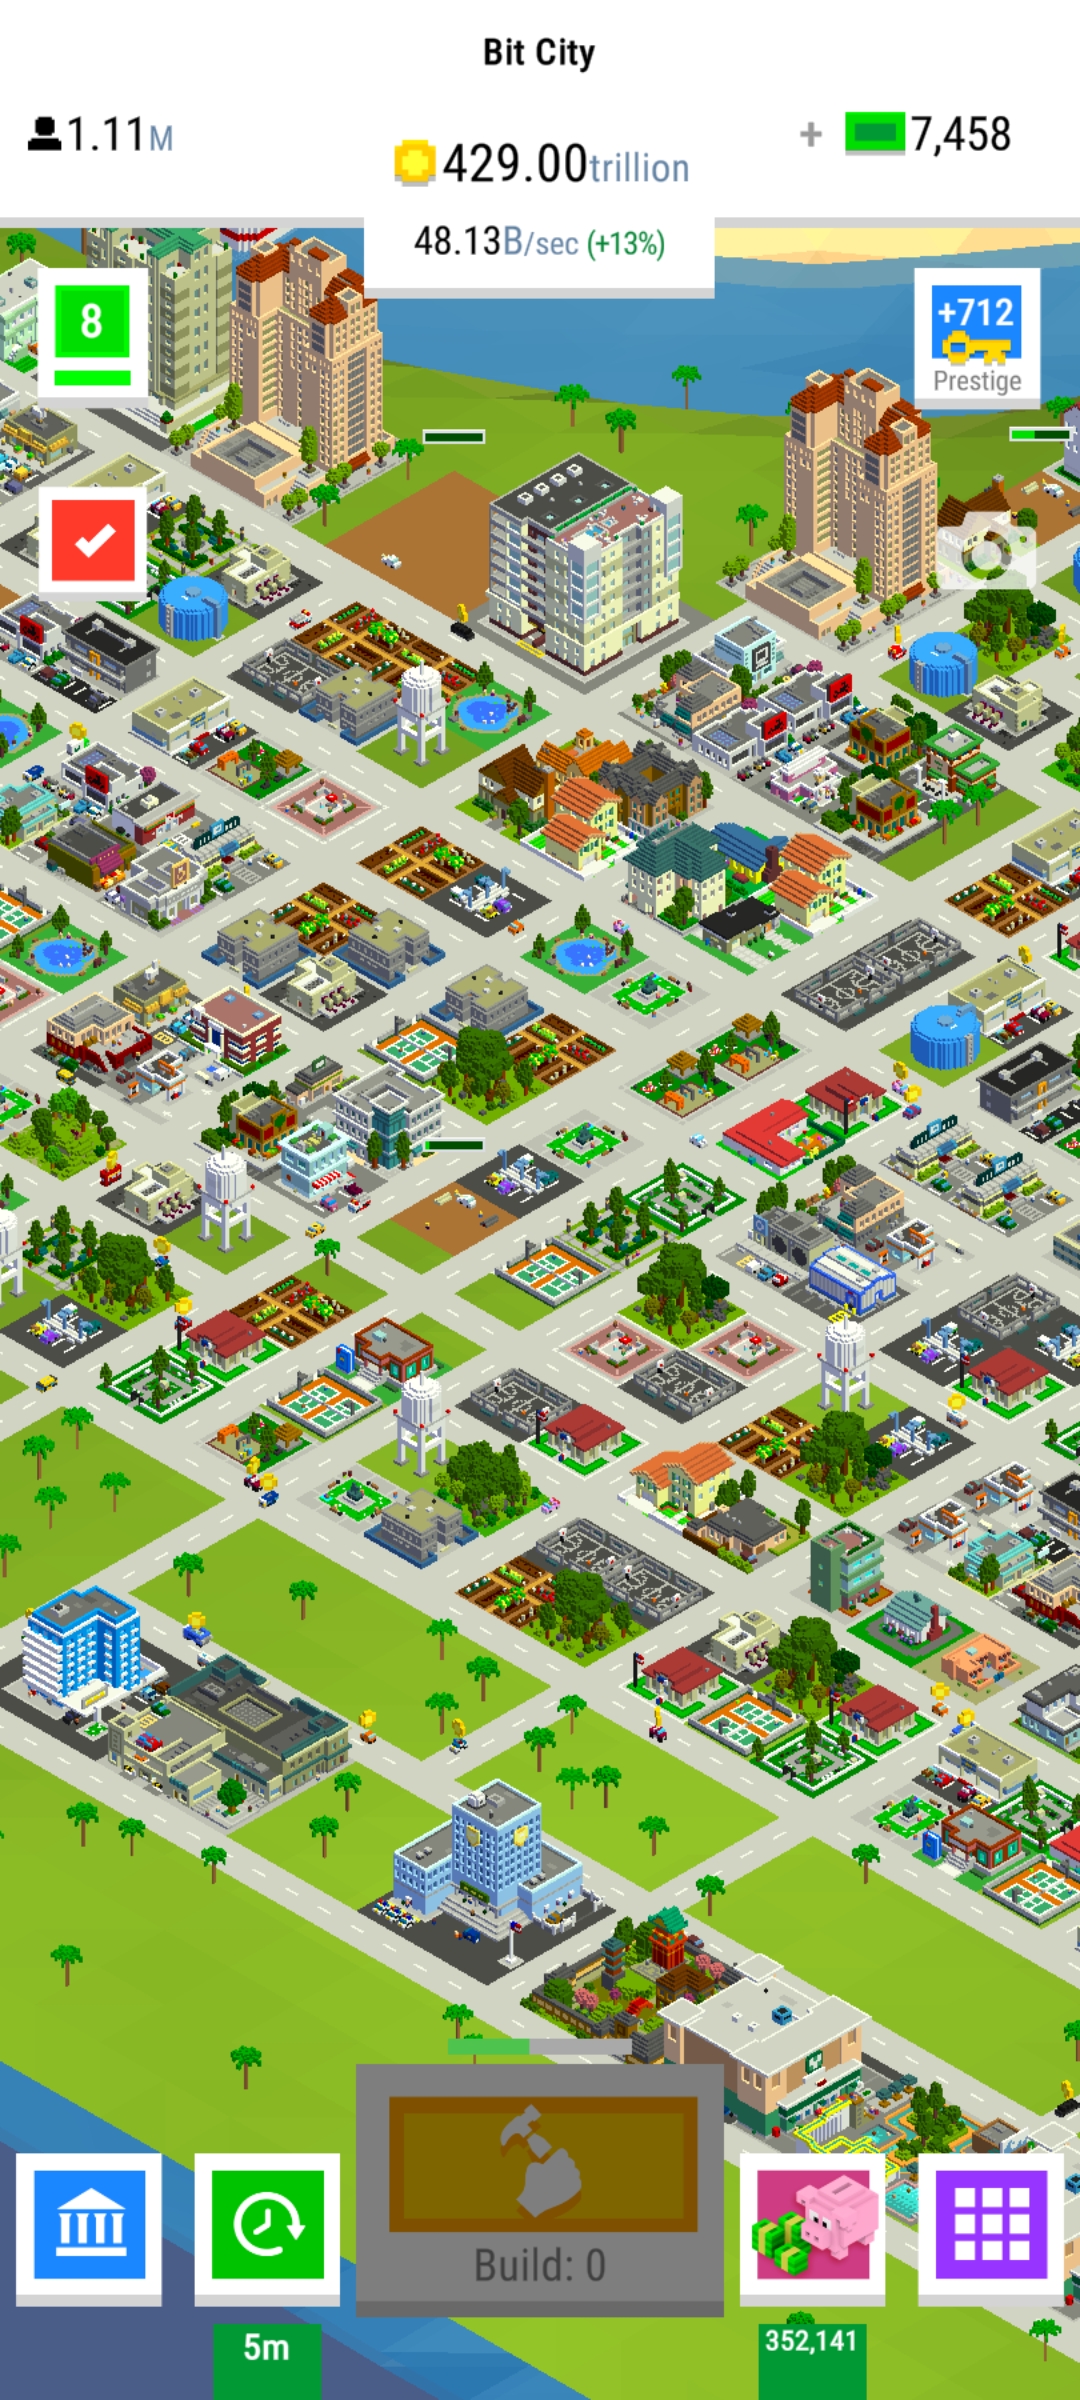 Bit City
1.11M
429.00trillion
+ 7,458
48.13B/sec (+13%)
8
+712
Prestige
Build: 0
5m
352,141